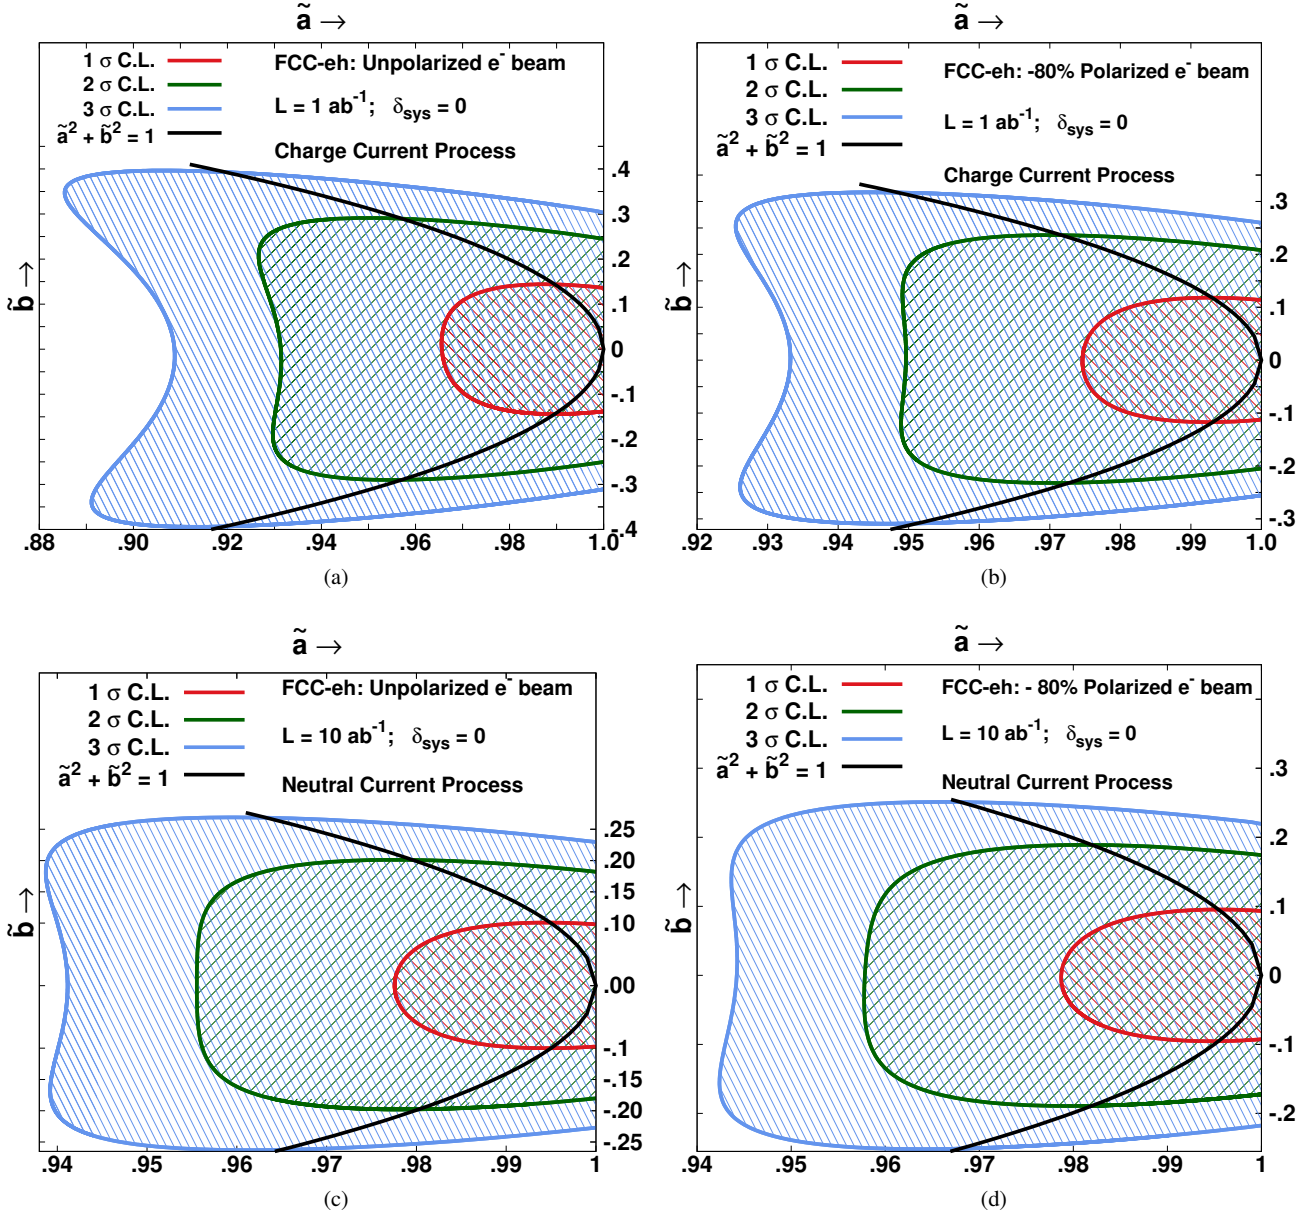 ã →
1 σ C.L.
2 σ C.L.
3 σ C.L.
ã² + b̃² = 1
FCC-eh: Unpolarized e⁻ beam
L = 1 ab⁻¹; δsys = 0
Charge Current Process
b̃ →
.4
.3
.2
.1
0
-.1
-.2
-.3
-.4
.88 .90 .92 .94 .96 .98 1.0
(a)
ã →
1 σ C.L.
2 σ C.L.
3 σ C.L.
ã² + b̃² = 1
FCC-eh: -80% Polarized e⁻ beam
L = 1 ab⁻¹; δsys = 0
Charge Current Process
b̃ →
.3
.2
.1
0
-.1
-.2
-.3
.92 .93 .94 .95 .96 .97 .98 .99 1.0
(b)
ã →
1 σ C.L.
2 σ C.L.
3 σ C.L.
ã² + b̃² = 1
FCC-eh: Unpolarized e⁻ beam
L = 10 ab⁻¹; δsys = 0
Neutral Current Process
b̃ →
.25
.20
.15
.10
.00
-.1
-.15
-.20
-.25
.94 .95 .96 .97 .98 .99 1
(c)
ã →
1 σ C.L.
2 σ C.L.
3 σ C.L.
ã² + b̃² = 1
FCC-eh: - 80% Polarized e⁻ beam
L = 10 ab⁻¹; δsys = 0
Neutral Current Process
b̃ →
.3
.2
.1
0
-.1
-.2
.94 .95 .96 .97 .98 .99 1
(d)